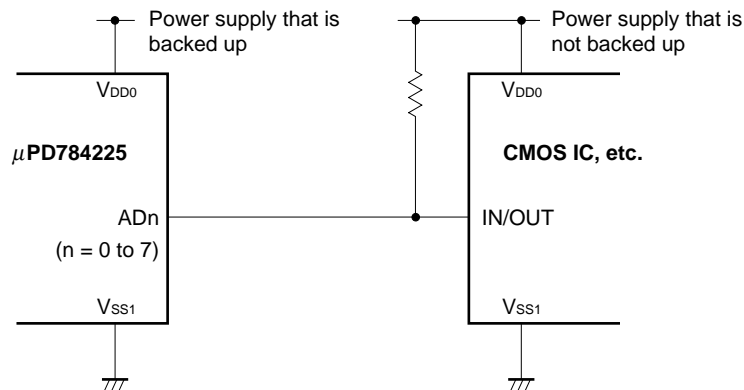 Power supply that is
backed up
Power supply that is
not backed up
VDD0
VDD0
μPD784225
CMOS IC, etc.
ADn
IN/OUT
(n = 0 to 7)
VSS1
VSS1